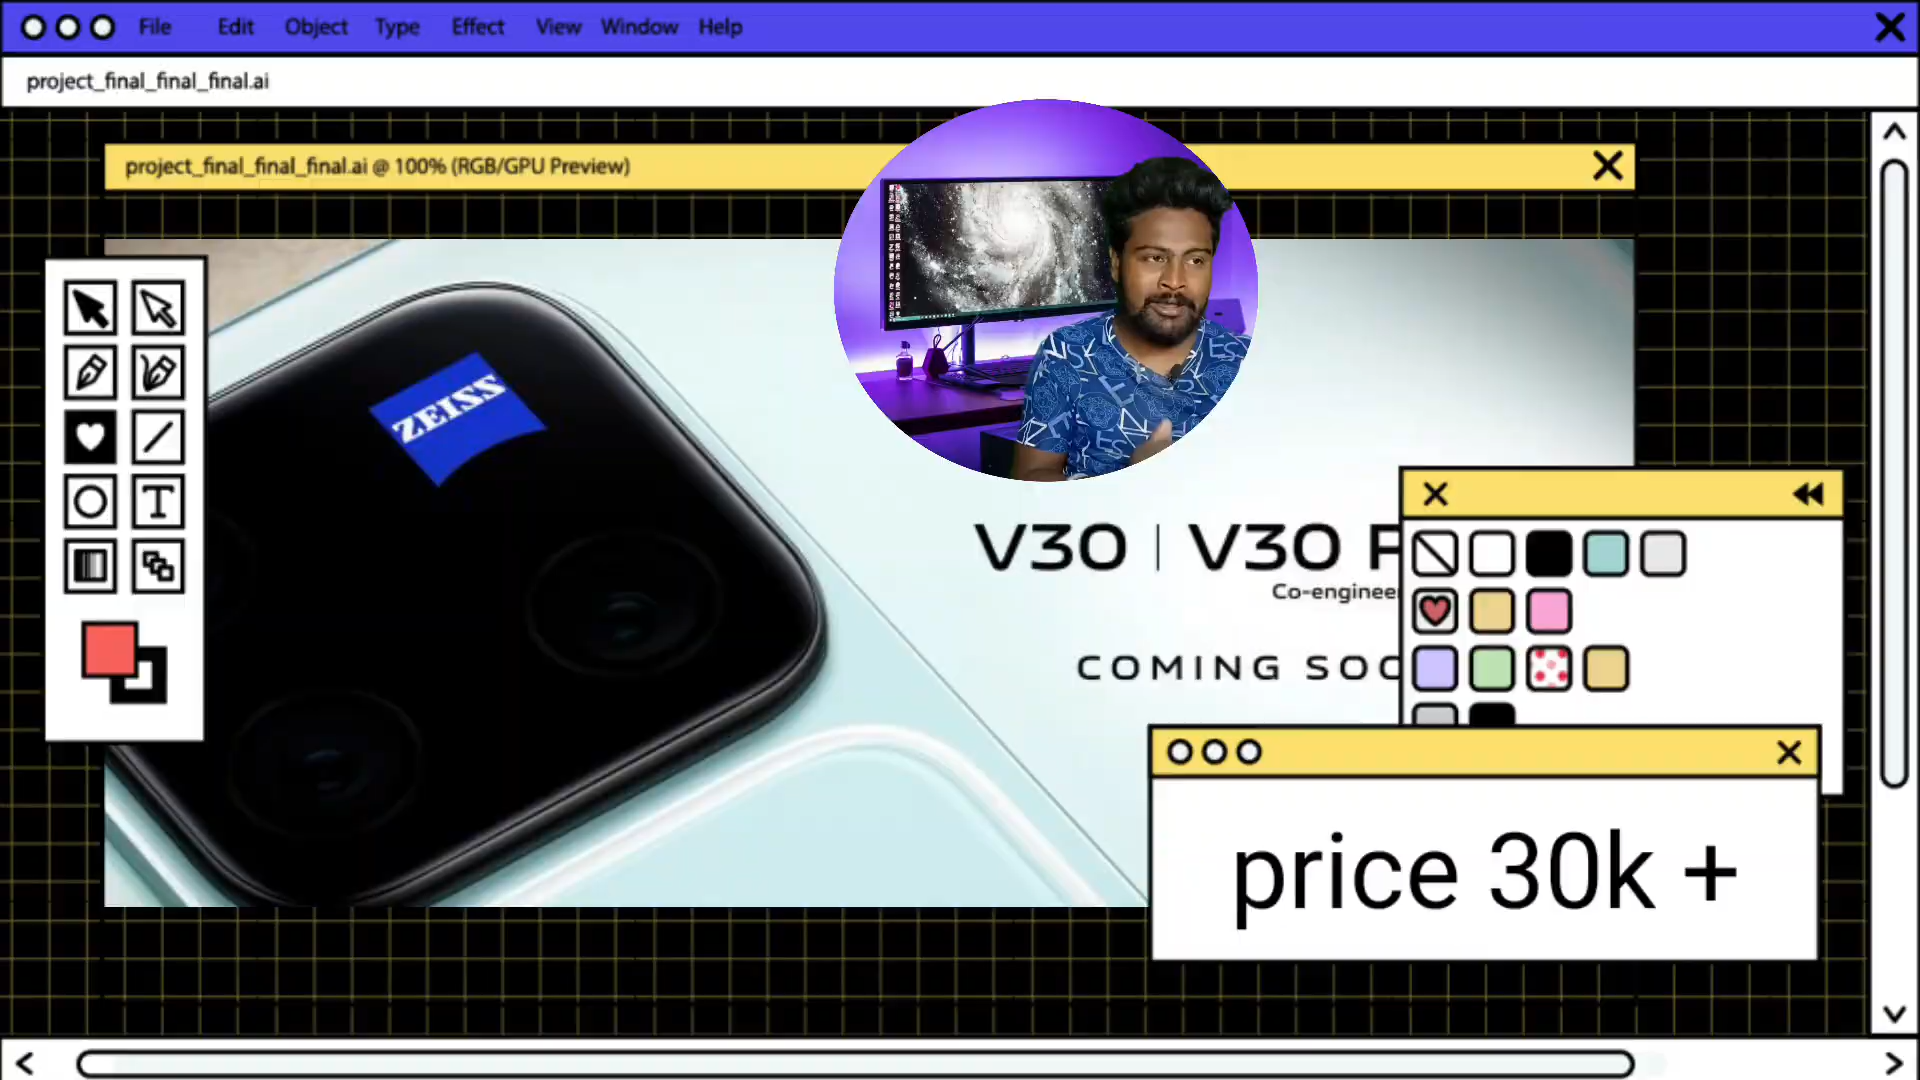 File Edit Object Type Effect View Window Help
project_final_final_final.ai
project_final_final_final.ai @ 100% (RGB/GPU Preview)
ZEISS
V30 | V30
Co-engineer
COMING SOO
T
price 30k +